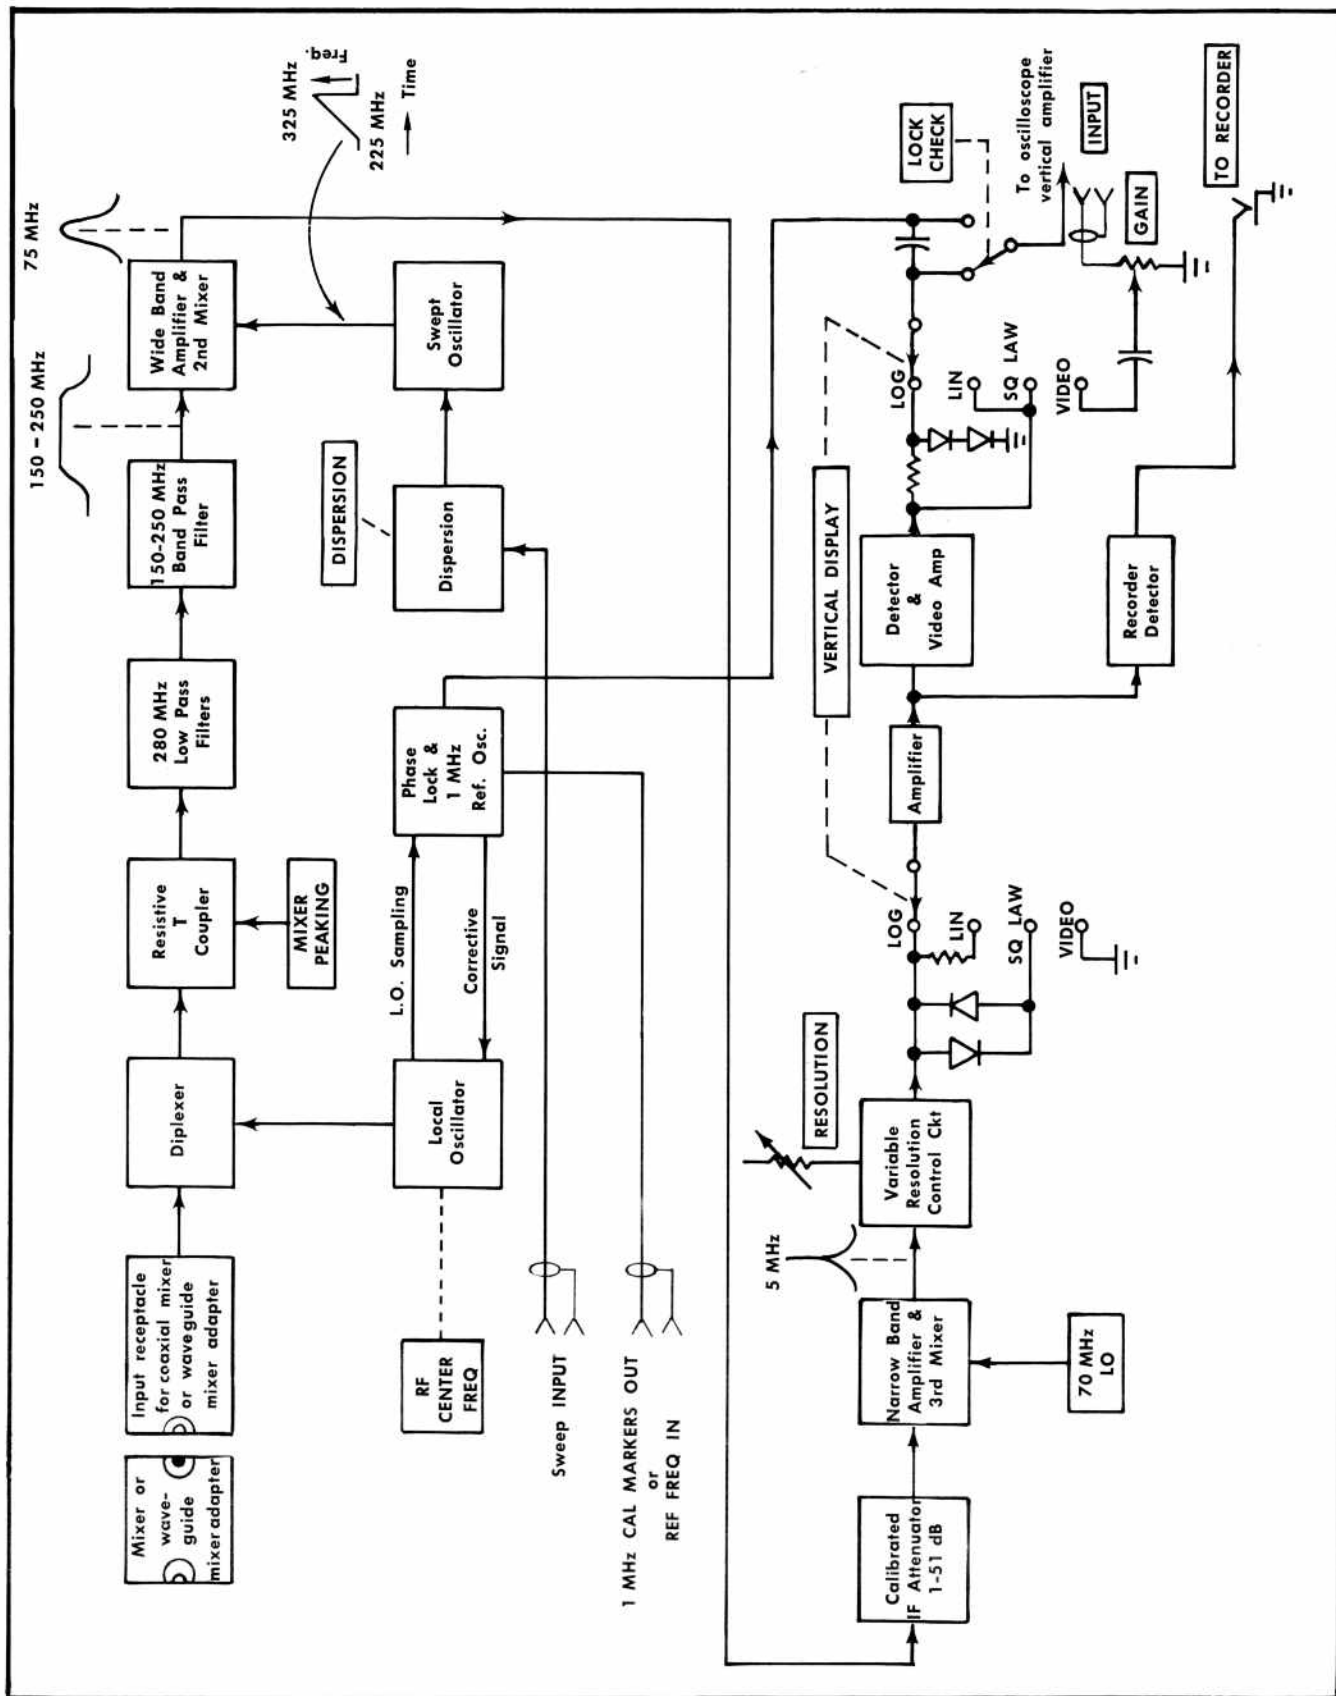 Mixer or
wave-
guide
mixer adapter
Input receptacle
for coaxial mixer
or waveguide
mixer adapter
Diplexer
Resistive
T
Coupler
MIXER
PEAKING
280 MHz
Low Pass
Filters
150-250 MHz
Band Pass
Filter
150 - 250 MHz
Wide Band
Amplifier &
2nd Mixer
75 MHz
325 MHz
225 MHz
Freq.
Time
RF
CENTER
FREQ
Local
Oscillator
L.O. Sampling
Corrective
Signal
Phase
Lock &
1 MHz
Ref. Osc.
DISPERSION
Dispersion
Swept
Oscillator
Sweep INPUT
1 MHz CAL MARKERS OUT
or
REF FREQ IN
Calibrated
IF Attenuator
1-51 dB
Narrow Band
Amplifier &
3rd Mixer
70 MHz
LO
5 MHz
Variable
Resolution
Control Ckt
RESOLUTION
LOG
LIN
SQ LAW
VIDEO
Amplifier
VERTICAL DISPLAY
Detector
&
Video Amp
Recorder
Detector
LOG
LIN
SQ LAW
VIDEO
LOCK
CHECK
To oscilloscope
vertical amplifier
INPUT
GAIN
TO RECORDER